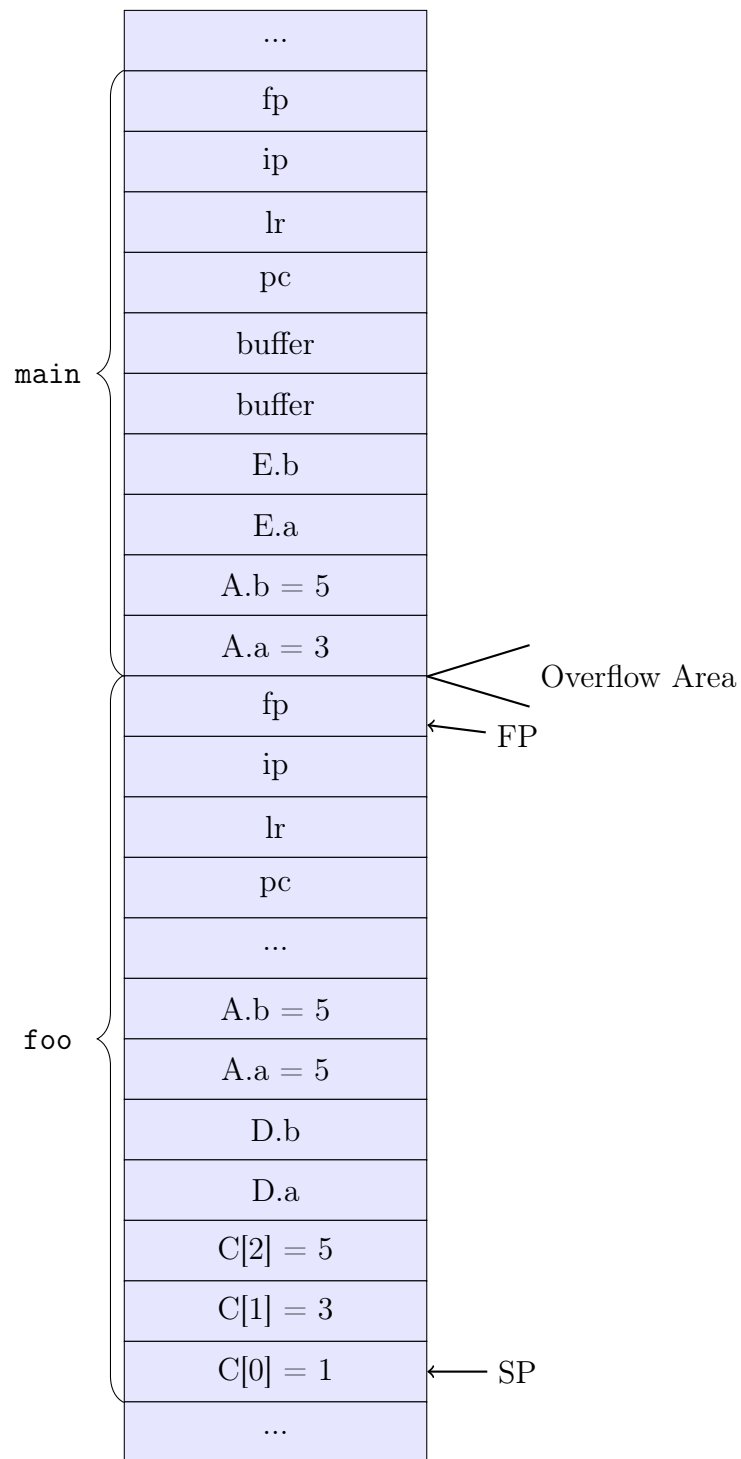 ...
fp
ip
lr
pc
buffer
main
buffer
E.b
E.a
A.b = 5
A.a = 3
Overflow Area
fp
FP
ip
lr
pc
...
A.b = 5
foo
A.a = 5
D.b
D.a
C[2] = 5
C[1] = 3
C[0] = 1
SP
...